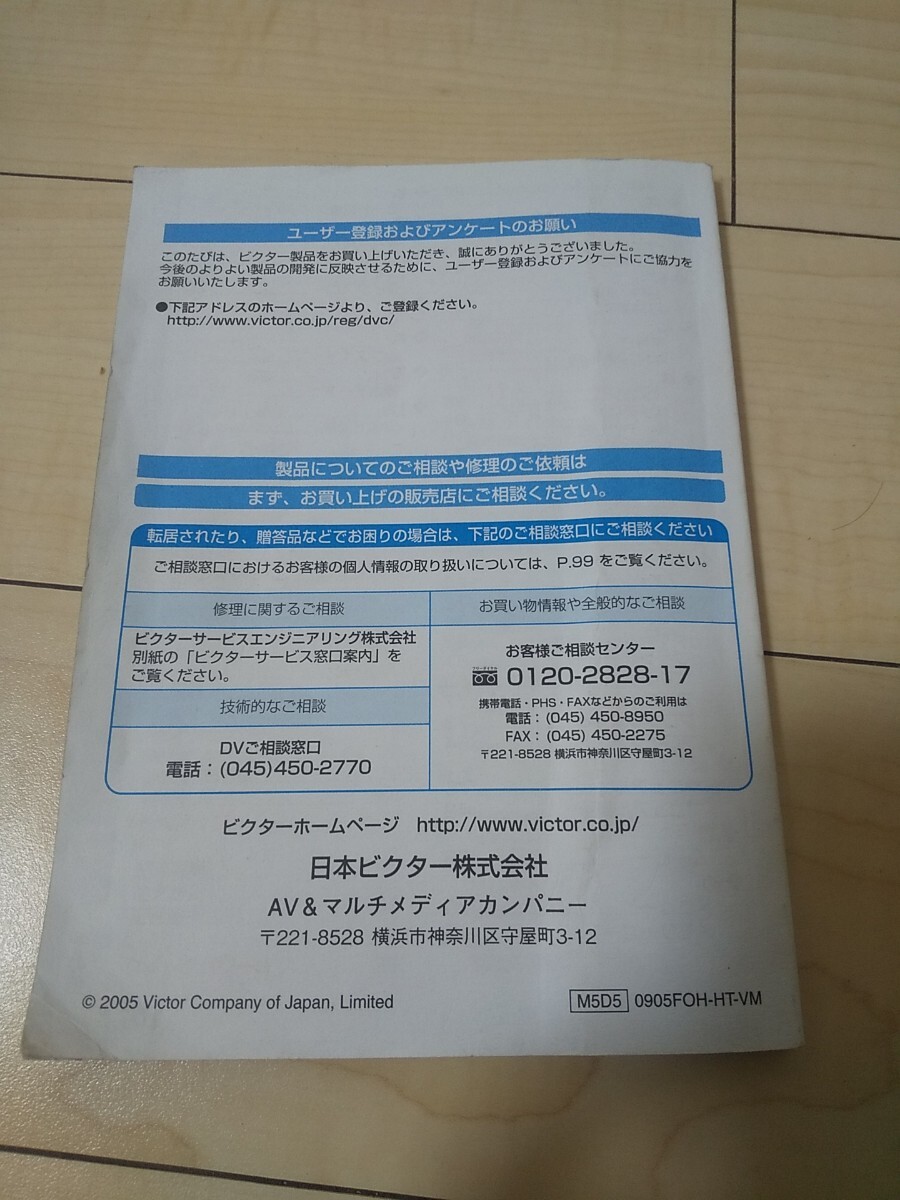 ユーザー登録およびアンケートのお願い
このたびは、ビクター製品をお買い上げいただき、誠にありがとうございました。
今後のよりよい製品の開発に反映させるために、ユーザー登録およびアンケートにご協力を
お願いいたします。
●下記アドレスのホームページより、ご登録ください。
http://www.victor.co.jp/reg/dvc/
製品についてのご相談や修理のご依頼は
まず、お買い上げの販売店にご相談ください。
転居されたり、贈答品などでお困りの場合は、下記のご相談窓口にご相談ください
ご相談窓口におけるお客様の個人情報の取り扱いについては、P.99 をご覧ください。
修理に関するご相談
ビクターサービスエンジニアリング株式会社
別紙の「ビクターサービス窓口案内」を
ご覧ください。
技術的なご相談
DVご相談窓口
電話：(045)450-2770
お買い物情報や全般的なご相談
お客様ご相談センター
フリーダイヤル
0120-2828-17
携帯電話・PHS・FAXなどからのご利用は
電話：(045) 450-8950
FAX：(045) 450-2275
〒221-8528 横浜市神奈川区守屋町3-12
ビクターホームページ http://www.victor.co.jp/
日本ビクター株式会社
AV＆マルチメディアカンパニー
〒221-8528 横浜市神奈川区守屋町3-12
© 2005 Victor Company of Japan, Limited
M5D5 0905FOH-HT-VM